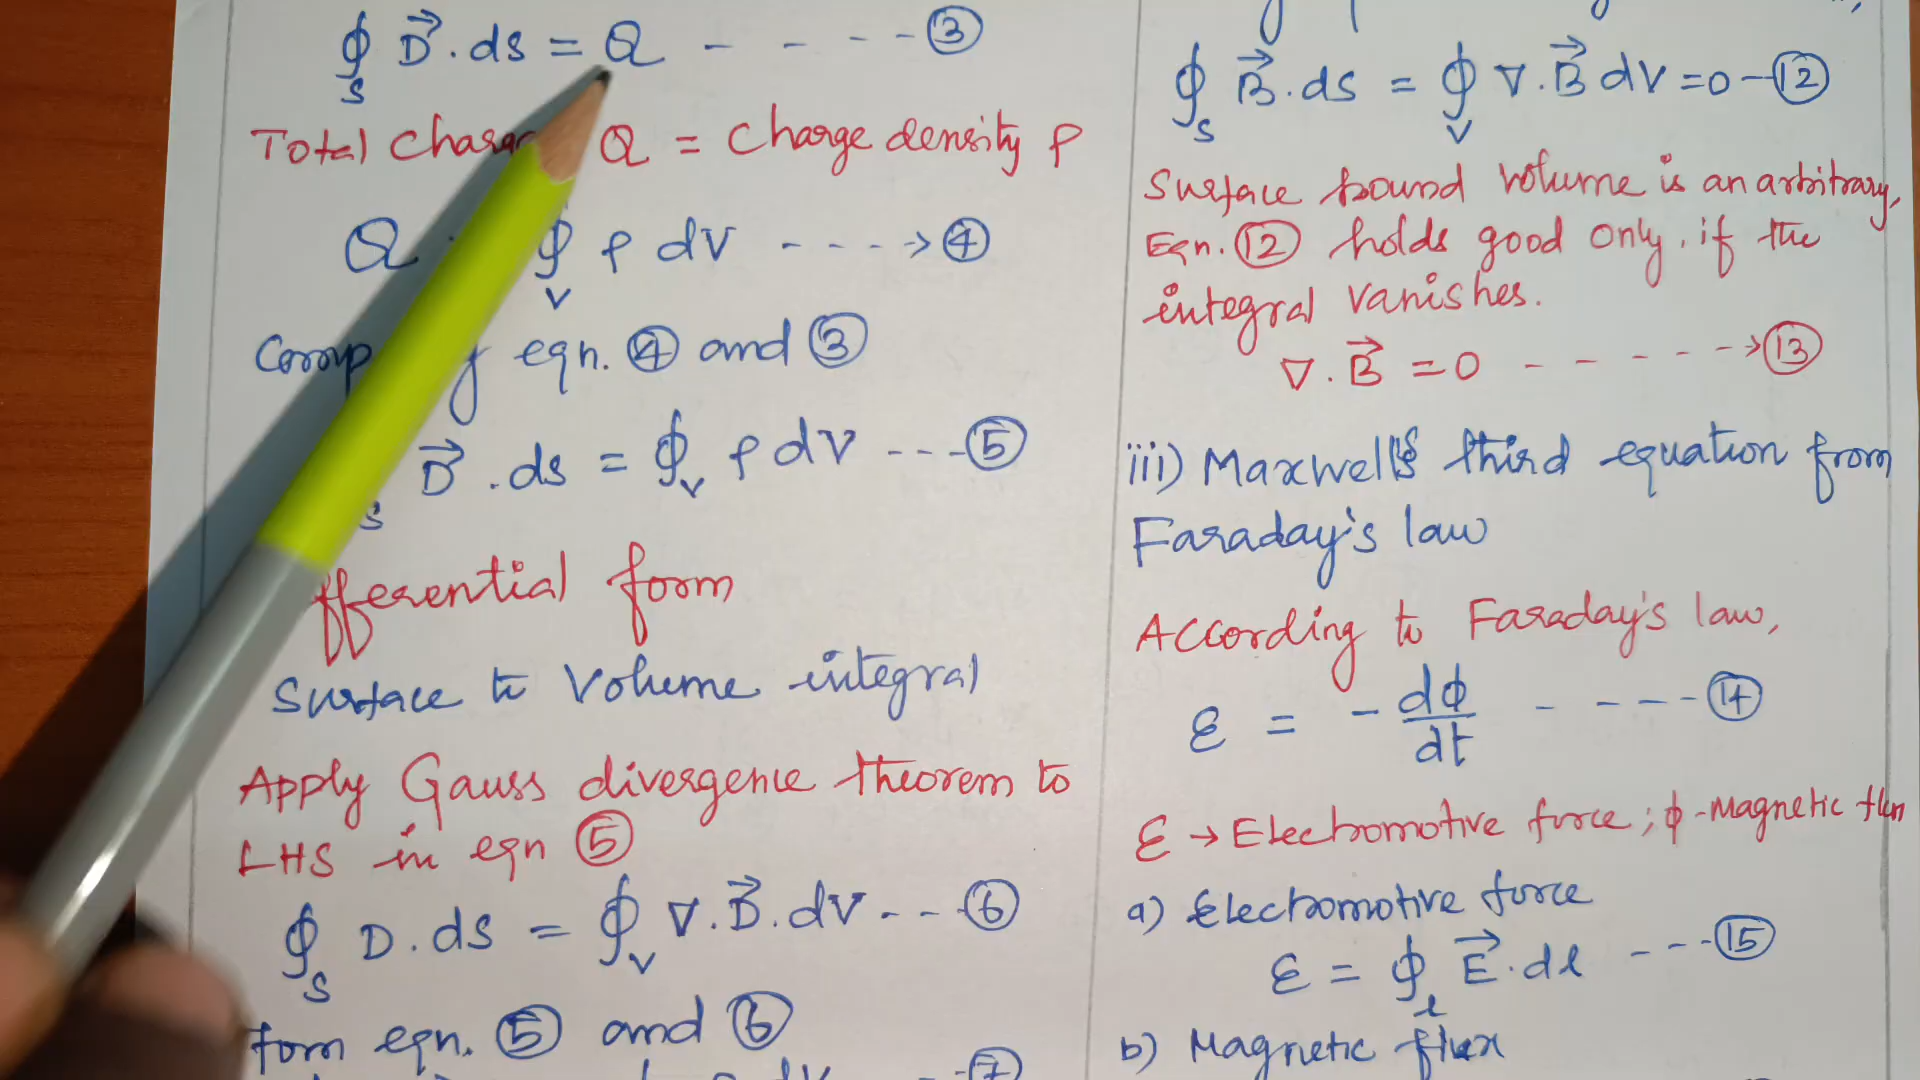 ∮ₛ D⃗.ds = Q - - - - ③
Total Q = Charge density ρ
Q ∮ᵥ ρ dV - - - -> ④
eqn. ④ and ③
ₛ D⃗.ds = ∮ᵥ ρ dV - - - ⑤
fferential form
Surface to Volume integral
Apply Gauss divergence theorem to
LHS in eqn ⑤
∮ₛ D.ds = ∮ᵥ ∇.D⃗.dV - - - ⑥
form eqn. ⑤ and ⑥
⑦
∮ₛ B⃗.ds = ∮ᵥ ∇.B⃗ dV = 0 - ⑫
Surface bound volume is an arbitrary,
Eqn. ⑫ holds good only, if the
integral vanishes.
∇.B⃗ = 0 - - - - - -> ⑬
iii) Maxwell's third equation from
Faraday's law
According to Faraday's law,
ε = - dφ/dt - - - - - ⑭
ε → Electromotive force ; φ - Magnetic flux
a) Electromotive force
ε = ∮ₗ E⃗.dl - - - ⑮
b) Magnetic flux